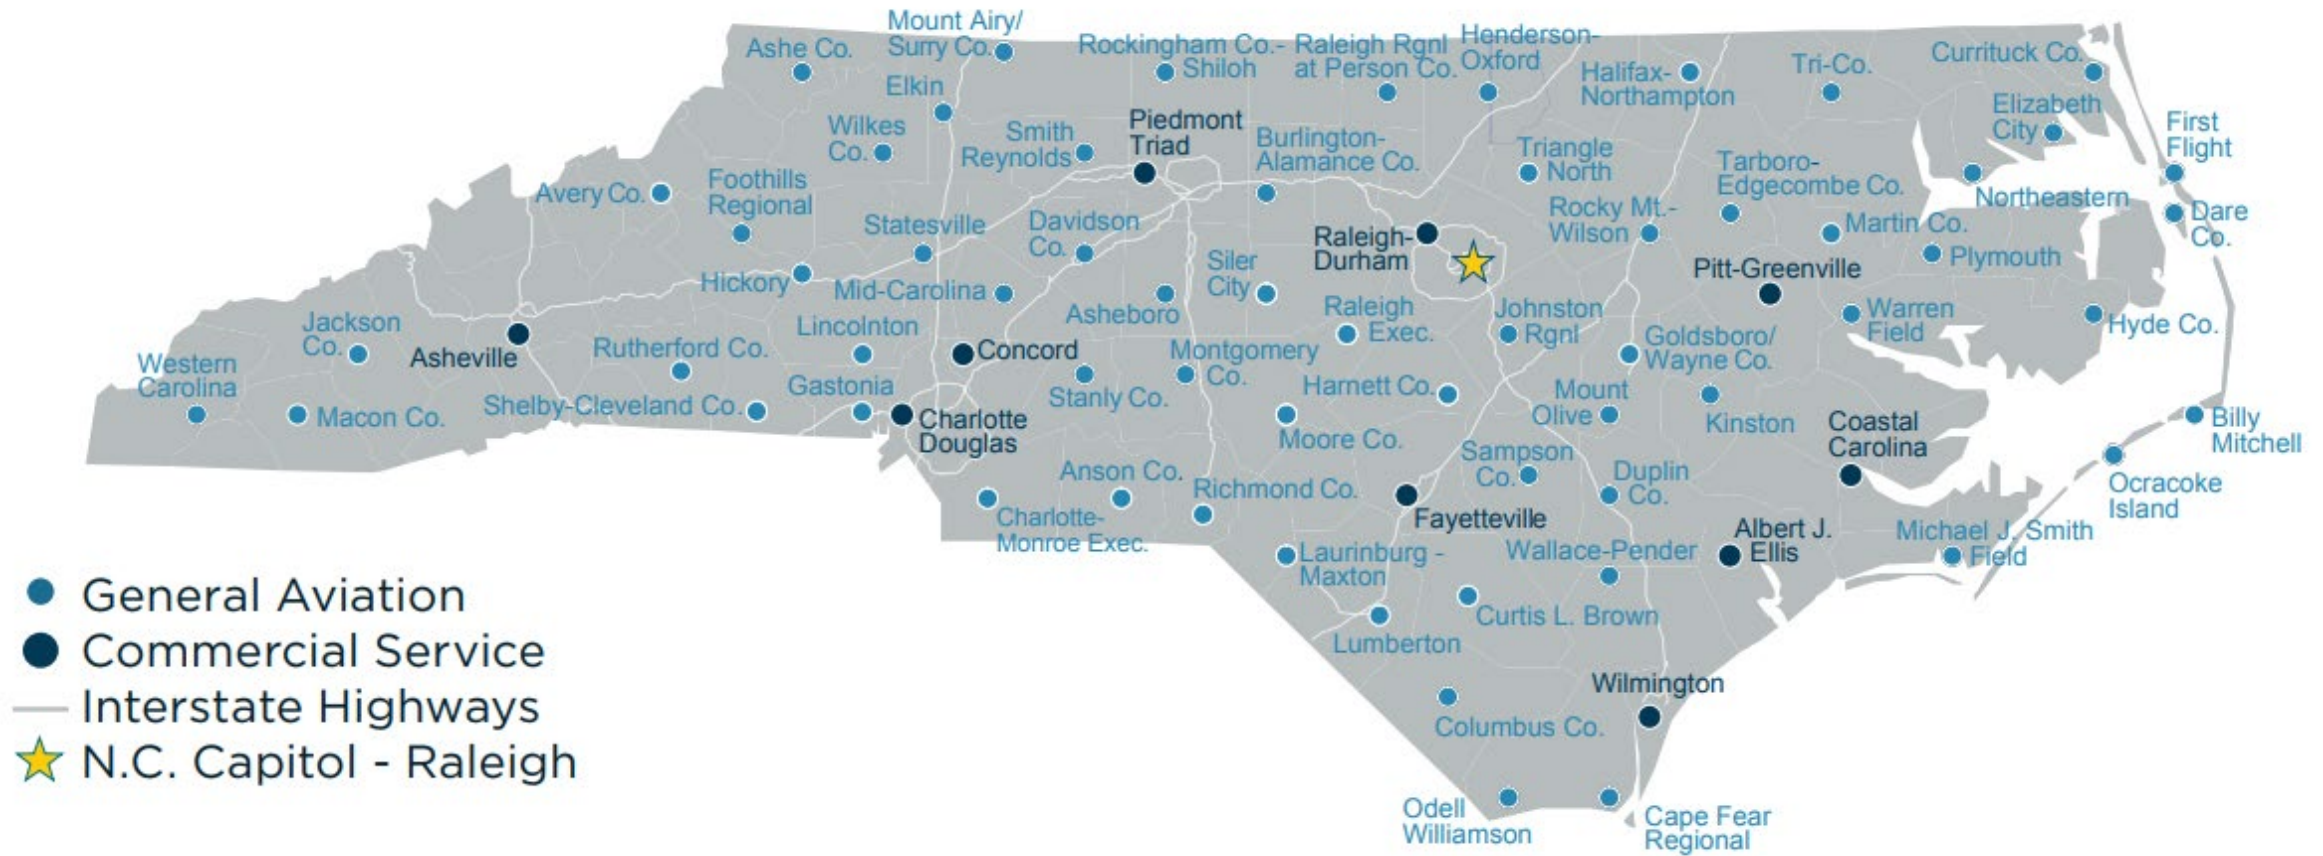 Mount Airy/
Surry Co.
Ashe Co.
Rockingham Co.-
Shiloh
Raleigh Rgnl
at Person Co.
Henderson-
Oxford
Halifax-
Northampton
Tri-Co.
Currituck Co.
Elkin
Elizabeth
City
First
Flight
Wilkes
Co.
Smith
Reynolds
Piedmont
Triad
Burlington-
Alamance Co.
Triangle
North
Tarboro-
Edgecombe Co.
Northeastern
Avery Co.
Foothills
Regional
Statesville
Davidson
Co.
Raleigh-
Durham
Rocky Mt.-
Wilson
Martin Co.
Dare
Co.
Plymouth
Siler
City
Pitt-Greenville
Hickory
Mid-Carolina
Asheboro
Raleigh
Exec.
Johnston
Rgnl
Warren
Field
Hyde Co.
Jackson
Co.
Asheville
Rutherford Co.
Lincolnton
Concord
Montgomery
Co.
Goldsboro/
Wayne Co.
Western
Carolina
Macon Co.
Shelby-Cleveland Co.
Gastonia
Charlotte
Douglas
Stanly Co.
Harnett Co.
Moore Co.
Mount
Olive
Kinston
Coastal
Carolina
Billy
Mitchell
Sampson
Co.
Duplin
Co.
Anson Co.
Richmond Co.
Ocracoke
Island
Charlotte-
Monroe Exec.
Fayetteville
Albert J.
Ellis
Michael J. Smith
Field
Laurinburg -
Maxton
Wallace-Pender
Curtis L. Brown
Lumberton
Wilmington
Columbus Co.
Odell
Williamson
Cape Fear
Regional
General Aviation
Commercial Service
Interstate Highways
N.C. Capitol - Raleigh